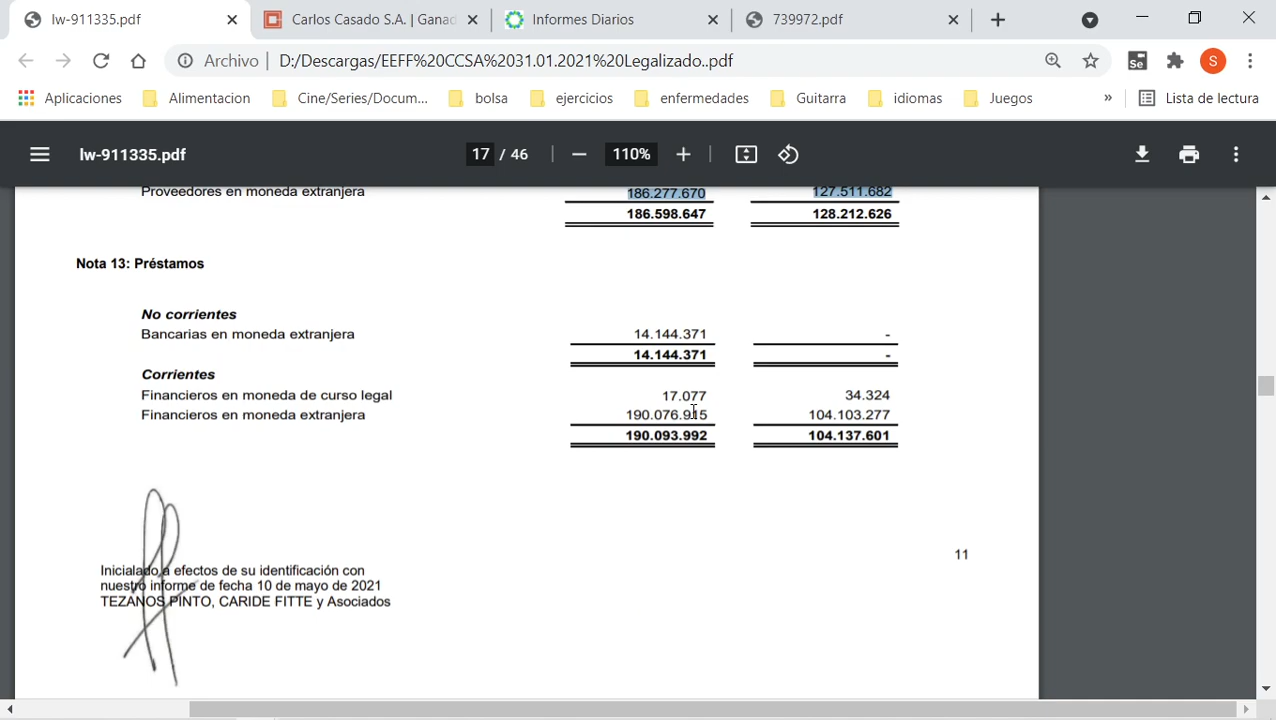 lw-911335.pdf
Carlos Casado S.A. | Ganad
Informes Diarios
739972.pdf
Archivo
D:/Descargas/EEFF%20CCSA%2031.01.2021%20Legalizado..pdf
Se
S
Aplicaciones
Alimentacion
Cine/Series/Docum...
bolsa
ejercicios
enfermedades
Guitarra
idiomas
Juegos
»
Lista de lectura
lw-911335.pdf
17 / 46
110%
Proveedores en moneda extranjera 186.277.670 127.511.682
186.598.647 128.212.626
Nota 13: Préstamos
No corrientes
Bancarias en moneda extranjera 14.144.371 -
14.144.371 -
Corrientes
Financieros en moneda de curso legal 17.077 34.324
Financieros en moneda extranjera 190.076.915 104.103.277
190.093.992 104.137.601
11
Inicialado a efectos de su identificación con
nuestro informe de fecha 10 de mayo de 2021
TEZANOS PINTO, CARIDE FITTE y Asociados